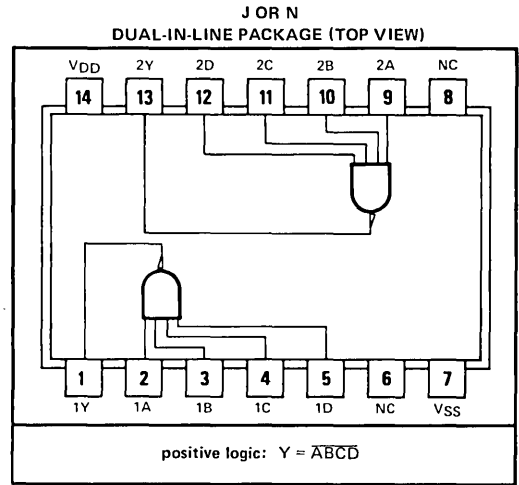 J OR N
DUAL-IN-LINE PACKAGE (TOP VIEW)
VDD 2Y 2D 2C 2B 2A NC
14 13 12 11 10 9 8
1 2 3 4 5 6 7
1Y 1A 1B 1C 1D NC VSS
positive logic: Y = A̅B̅C̅D̅